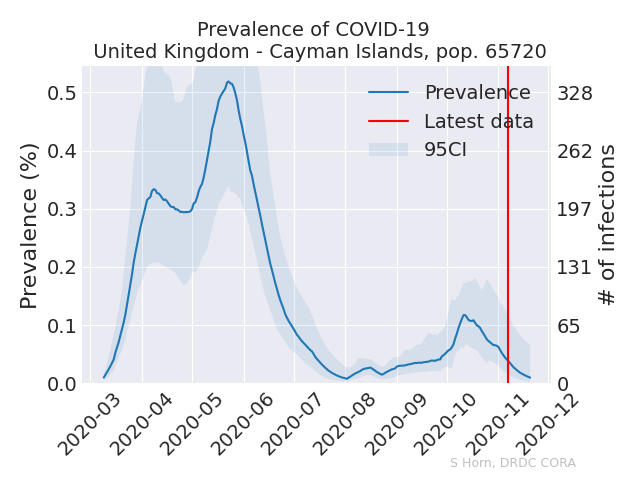 Prevalence of COVID-19
United Kingdom - Cayman Islands, pop. 65720
Prevalence
Latest data
95CI
Prevalence (%)
0.5
0.4
0.3
0.2
0.1
0.0
328
262
197
131
65
0
# of infections
2020-03
2020-04
2020-05
2020-06
2020-07
2020-08
2020-09
2020-10
2020-11
2020-12
S Horn, DRDC CORA